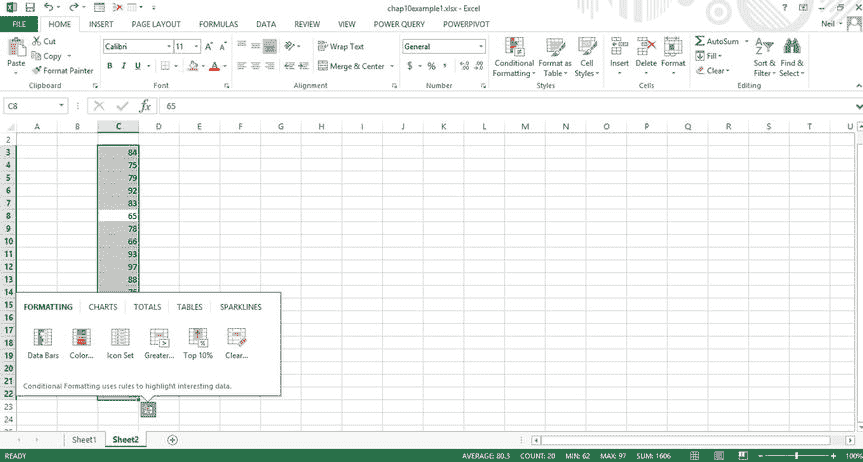 chap10example1.xlsx - Excel
FILE HOME INSERT PAGE LAYOUT FORMULAS DATA REVIEW VIEW POWER QUERY POWERPIVOT Neil
Paste
Cut
Copy
Format Painter
Clipboard
Calibri 11
B I U
Font
Wrap Text
Merge & Center
Alignment
General
$ % ,
Number
Conditional Formatting
Format as Table
Cell Styles
Styles
Insert Delete Format
Cells
AutoSum
Fill
Clear
Sort & Filter
Find & Select
Editing
C8 fx 65
A B C D E F G H I J K L M N O P Q R S T U
2
3 84
4 75
5 79
6 92
7 83
8 65
9 78
10 66
11 93
12 97
13 88
14
15
16
17
18
19
20
21
22
23
24
FORMATTING CHARTS TOTALS TABLES SPARKLINES
Data Bars Color... Icon Set Greater... Top 10% Clear...
Conditional Formatting uses rules to highlight interesting data.
Sheet1 Sheet2
READY AVERAGE: 80.3 COUNT: 20 MIN: 62 MAX: 97 SUM: 1606 100%